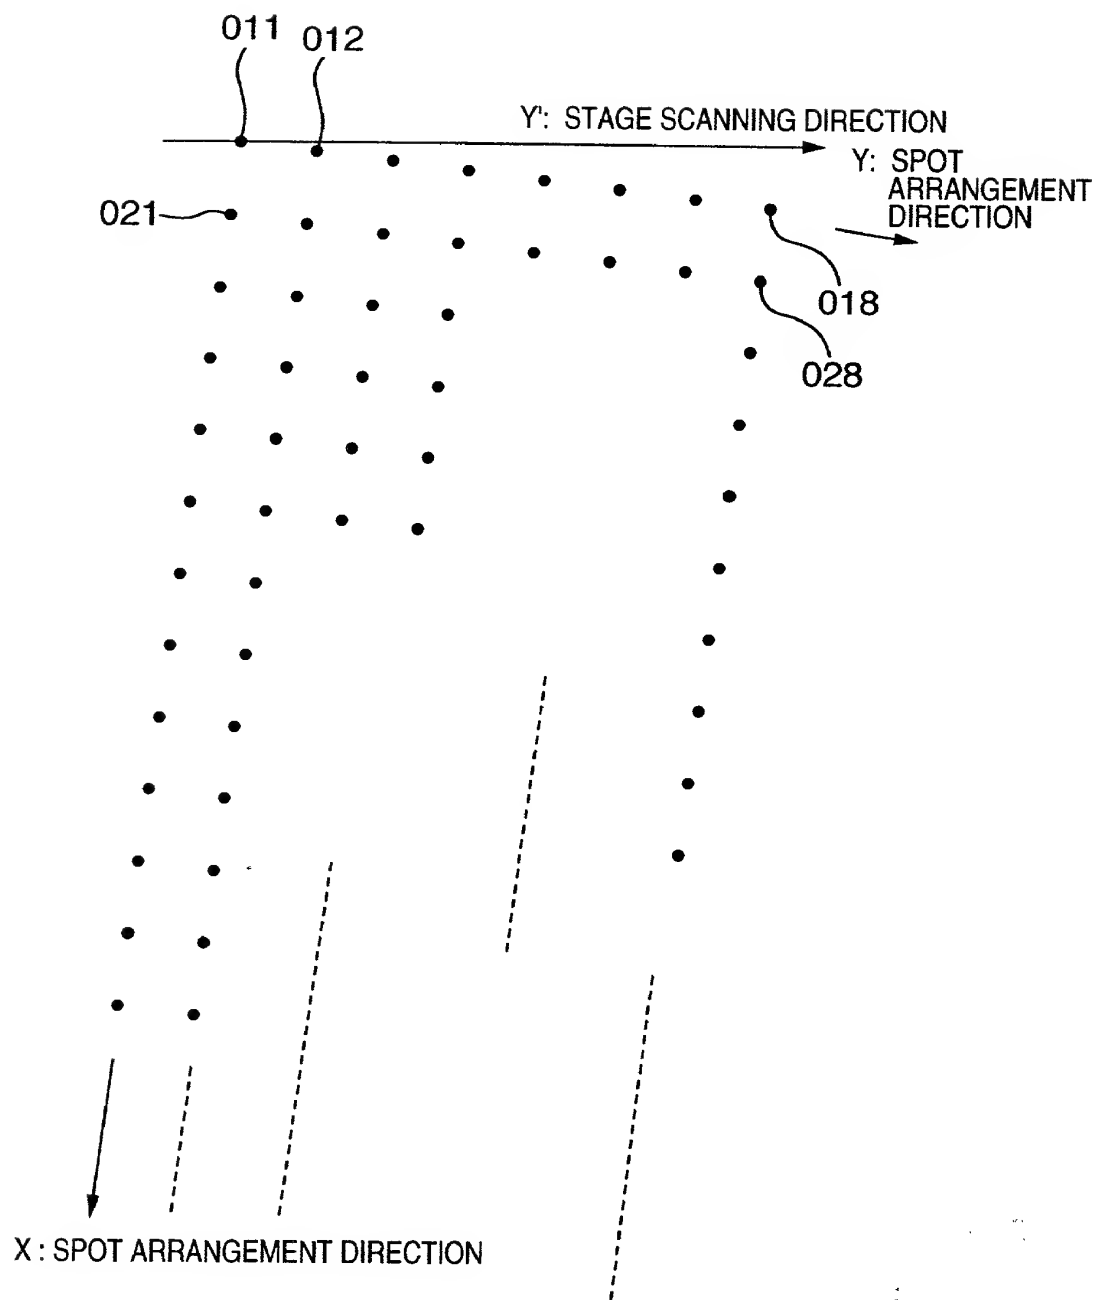 011
012
Y': STAGE SCANNING DIRECTION
Y: SPOT
ARRANGEMENT
DIRECTION
021
018
028
X : SPOT ARRANGEMENT DIRECTION